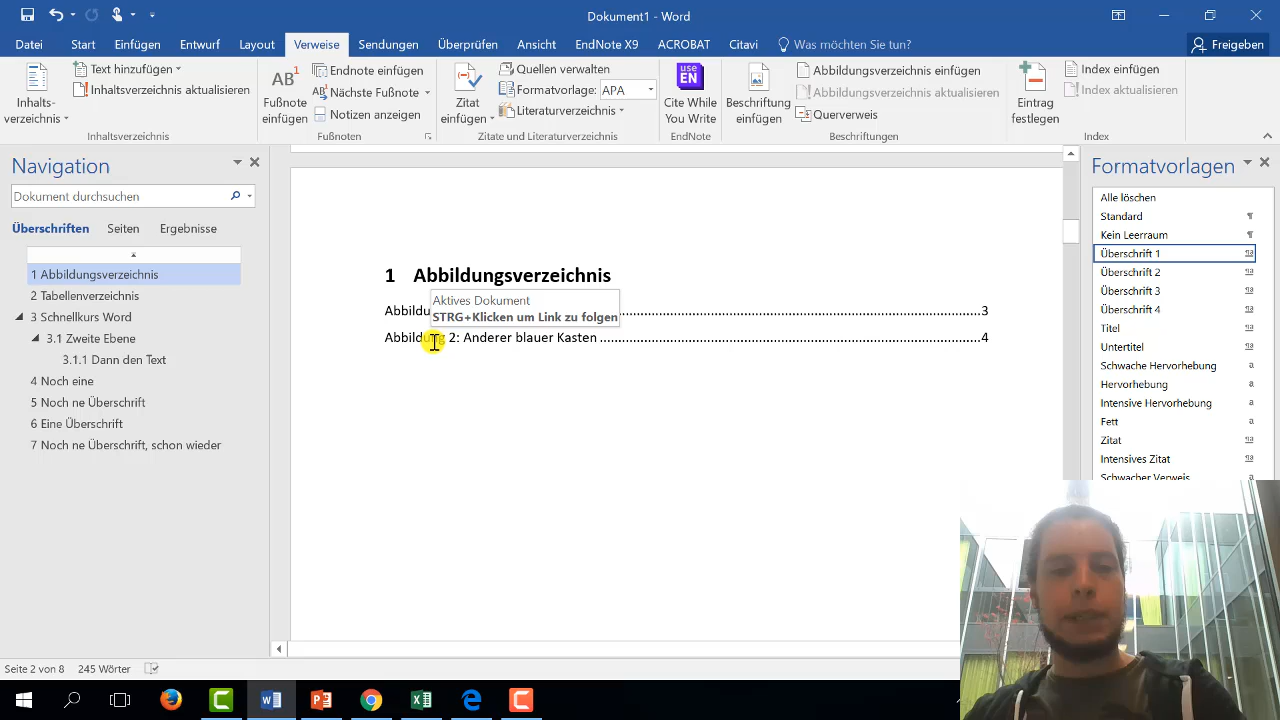 Dokument1 - Word
Datei Start Einfügen Entwurf Layout Verweise Sendungen Überprüfen Ansicht EndNote X9 ACROBAT Citavi Was möchten Sie tun? Freigeben
Inhalts-
verzeichnis
Text hinzufügen
Inhaltsverzeichnis aktualisieren
Inhaltsverzeichnis
AB1
Fußnote
einfügen
Endnote einfügen
Nächste Fußnote
Notizen anzeigen
Fußnoten
Zitat
einfügen
Quellen verwalten
Formatvorlage: APA
Literaturverzeichnis
Zitate und Literaturverzeichnis
use
EN
Cite While
You Write
EndNote
Beschriftung
einfügen
Abbildungsverzeichnis einfügen
Abbildungsverzeichnis aktualisieren
Querverweis
Beschriftungen
Eintrag
festlegen
Index einfügen
Index aktualisieren
Index
Navigation
Dokument durchsuchen
Überschriften Seiten Ergebnisse
1 Abbildungsverzeichnis
2 Tabellenverzeichnis
3 Schnellkurs Word
3.1 Zweite Ebene
3.1.1 Dann den Text
4 Noch eine
5 Noch ne Überschrift
6 Eine Überschrift
7 Noch ne Überschrift, schon wieder
1 Abbildungsverzeichnis
Aktives Dokument
STRG+Klicken um Link zu folgen
Abbildu 3
Abbildung 2: Anderer blauer Kasten 4
Formatvorlagen
Alle löschen
Standard
Kein Leerraum
Überschrift 1
Überschrift 2
Überschrift 3
Überschrift 4
Titel
Untertitel
Schwache Hervorhebung
Hervorhebung
Intensive Hervorhebung
Fett
Zitat
Intensives Zitat
Schwacher Verweis
Seite 2 von 8 245 Wörter